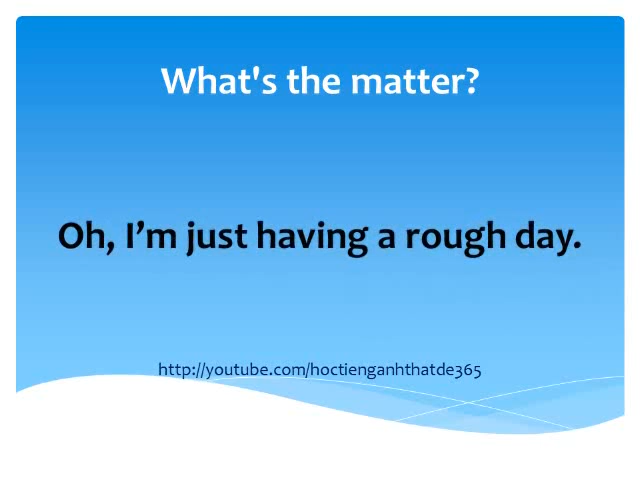 What's the matter?
Oh, I’m just having a rough day.
http://youtube.com/hoctienganhthatde365